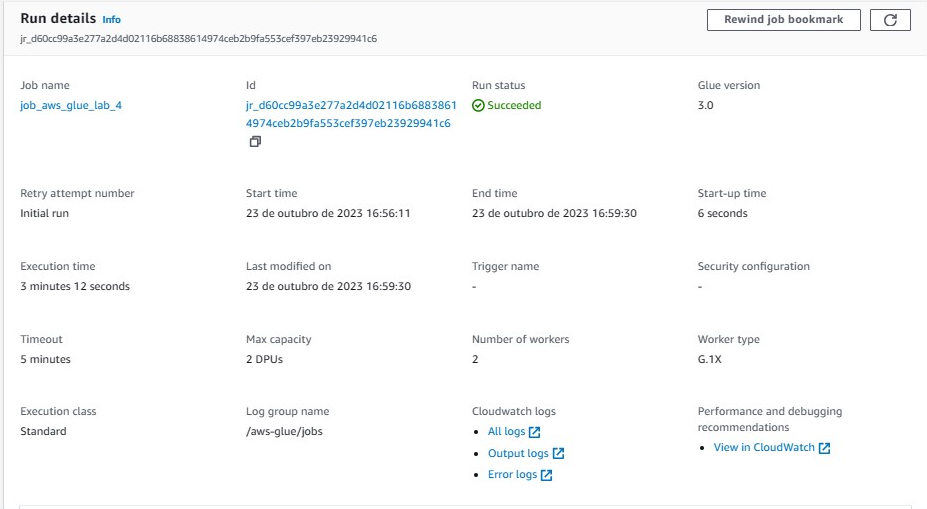 Run details Info
Rewind job bookmark
jr_d60cc99a3e277a2d4d02116b68838614974ceb2b9fa553cef397eb23929941c6
Job name
job_aws_glue_lab_4
Id
jr_d60cc99a3e277a2d4d02116b6883861
4974ceb2b9fa553cef397eb23929941c6
Run status
Succeeded
Glue version
3.0
Retry attempt number
Initial run
Start time
23 de outubro de 2023 16:56:11
End time
23 de outubro de 2023 16:59:30
Start-up time
6 seconds
Execution time
3 minutes 12 seconds
Last modified on
23 de outubro de 2023 16:59:30
Trigger name
-
Security configuration
-
Timeout
5 minutes
Max capacity
2 DPUs
Number of workers
2
Worker type
G.1X
Execution class
Standard
Log group name
/aws-glue/jobs
Cloudwatch logs
• All logs
• Output logs
• Error logs
Performance and debugging
recommendations
• View in CloudWatch